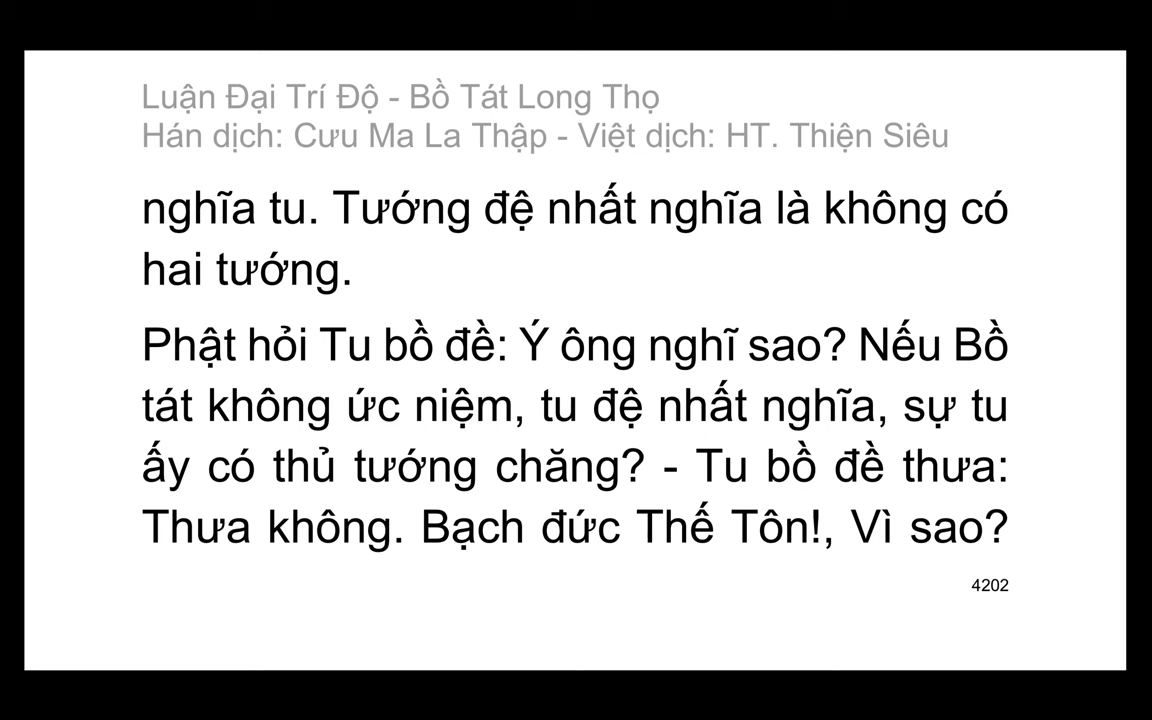 Luận Đại Trí Độ - Bồ Tát Long Thọ
Hán dịch: Cưu Ma La Thập - Việt dịch: HT. Thiện Siêu
nghĩa tu. Tướng đệ nhất nghĩa là không có
hai tướng.
Phật hỏi Tu bồ đề: Ý ông nghĩ sao? Nếu Bồ
tát không ức niệm, tu đệ nhất nghĩa, sự tu
ấy có thủ tướng chăng? - Tu bồ đề thưa:
Thưa không. Bạch đức Thế Tôn!, Vì sao?
4202